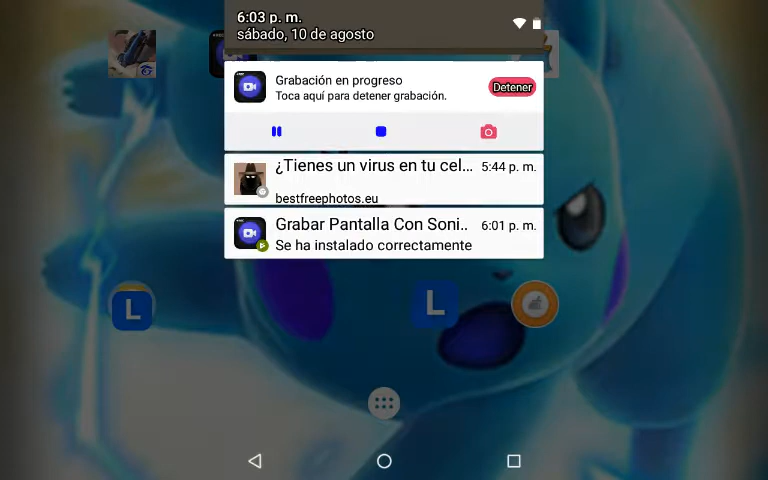 6:03 p. m.
sábado, 10 de agosto
Grabación en progreso
Toca aquí para detener grabación.
Detener
¿Tienes un virus en tu cel... 5:44 p. m.
bestfreephotos.eu
Grabar Pantalla Con Soni.. 6:01 p. m.
Se ha instalado correctamente
L
L